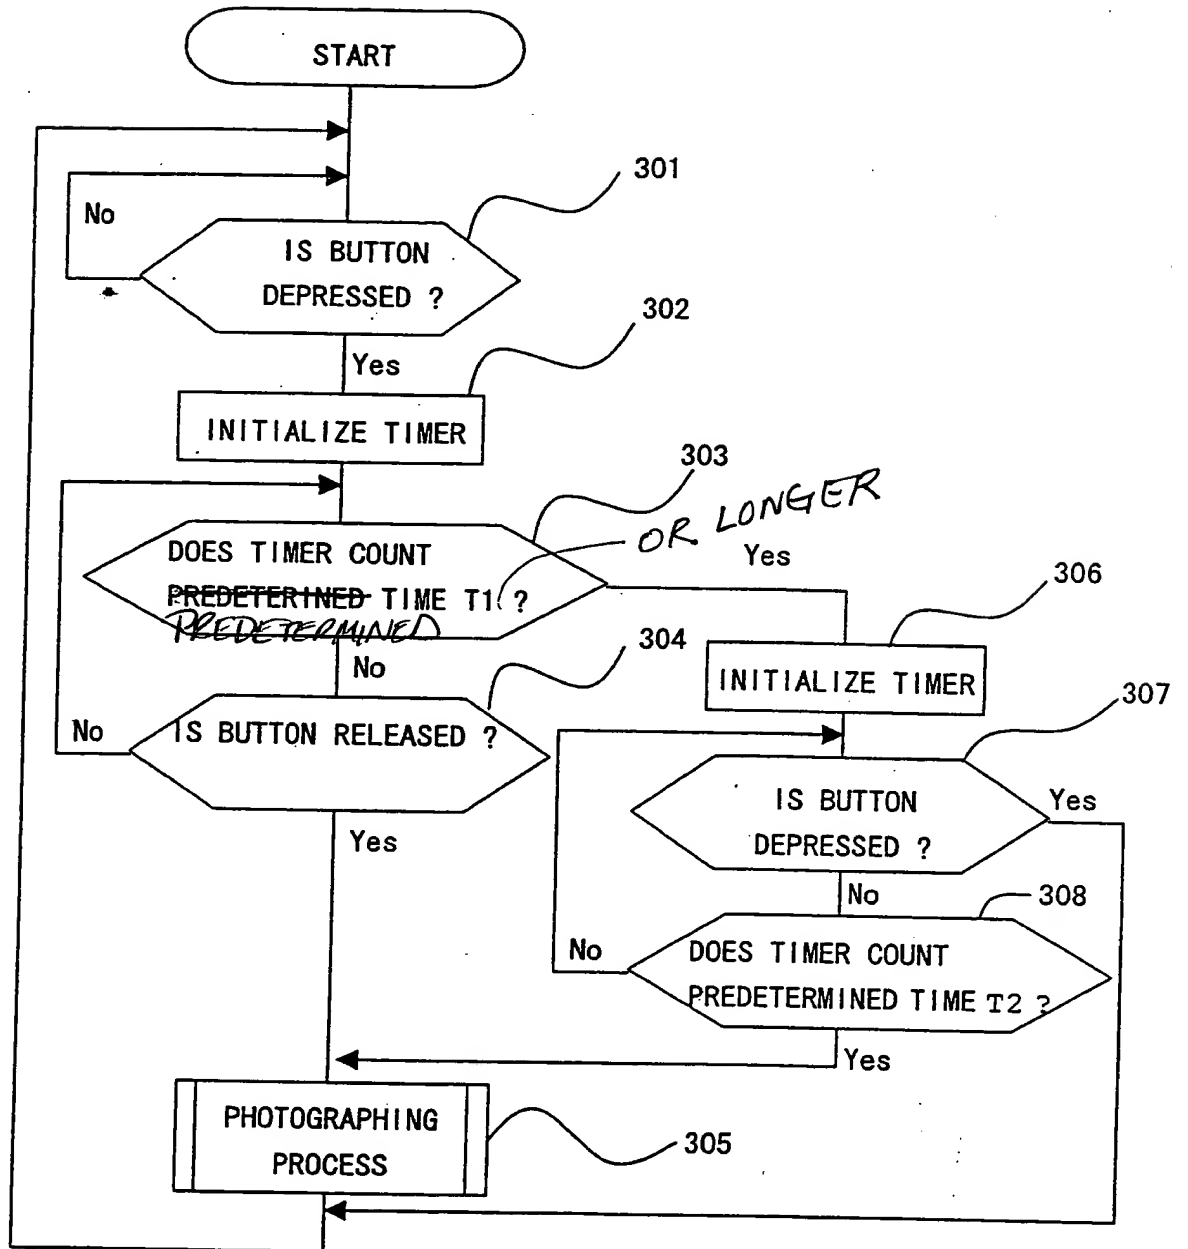 START
301
No
IS BUTTON
DEPRESSED ?
302
Yes
INITIALIZE TIMER
303
OR LONGER
DOES TIMER COUNT
PREDETERINED TIME T1 ?
PREDETERMINED
Yes
306
No
304
INITIALIZE TIMER
307
No
IS BUTTON RELEASED ?
IS BUTTON
DEPRESSED ?
Yes
Yes
No
308
No
DOES TIMER COUNT
PREDETERMINED TIME T2 ?
Yes
PHOTOGRAPHING
PROCESS
305